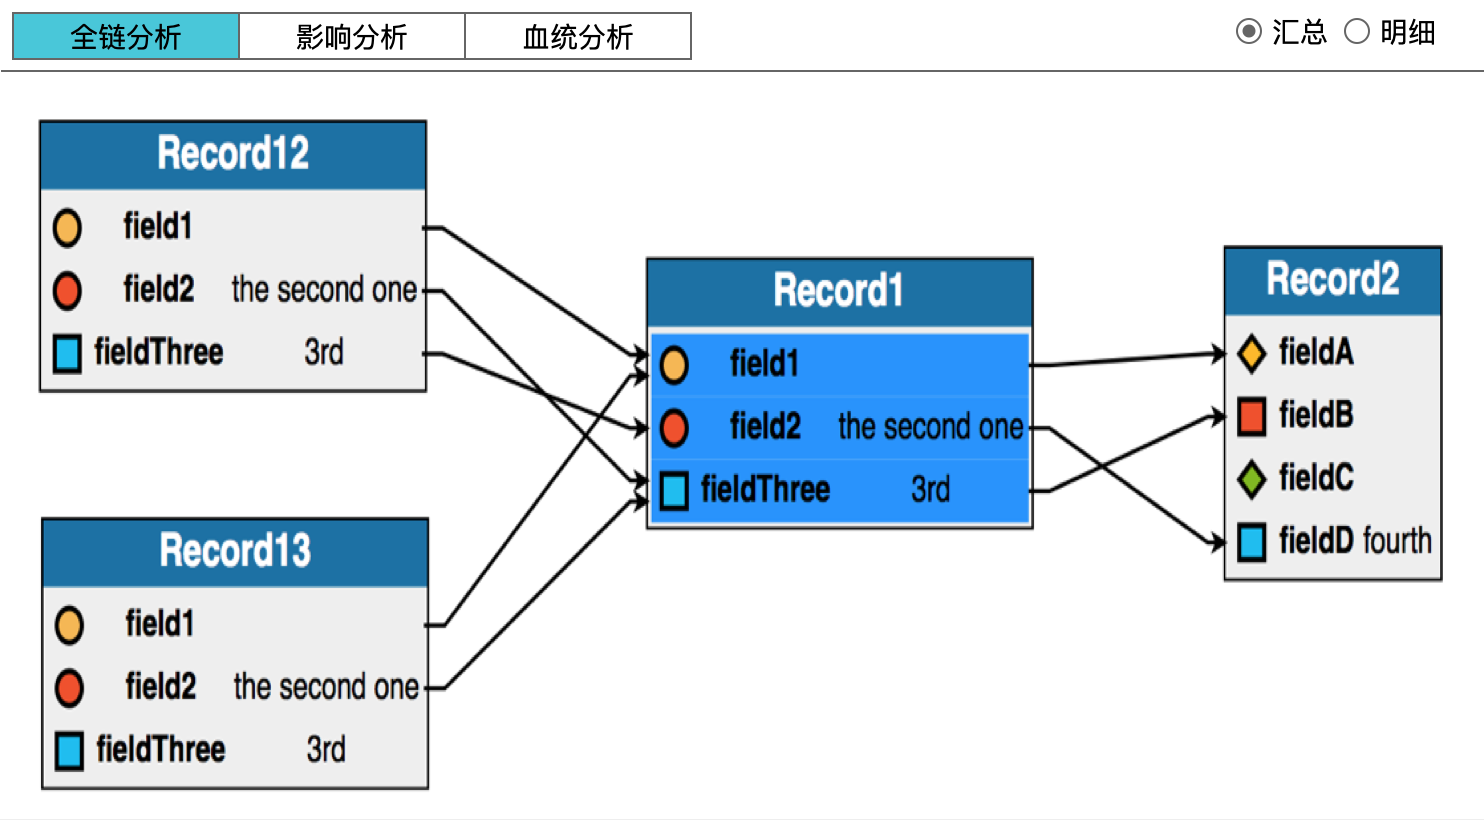 全链分析 影响分析 血统分析 汇总 明细
Record12
field1
field2 the second one
fieldThree 3rd
Record13
field1
field2 the second one
fieldThree 3rd
Record1
field1
field2 the second one
fieldThree 3rd
Record2
fieldA
fieldB
fieldC
fieldD fourth